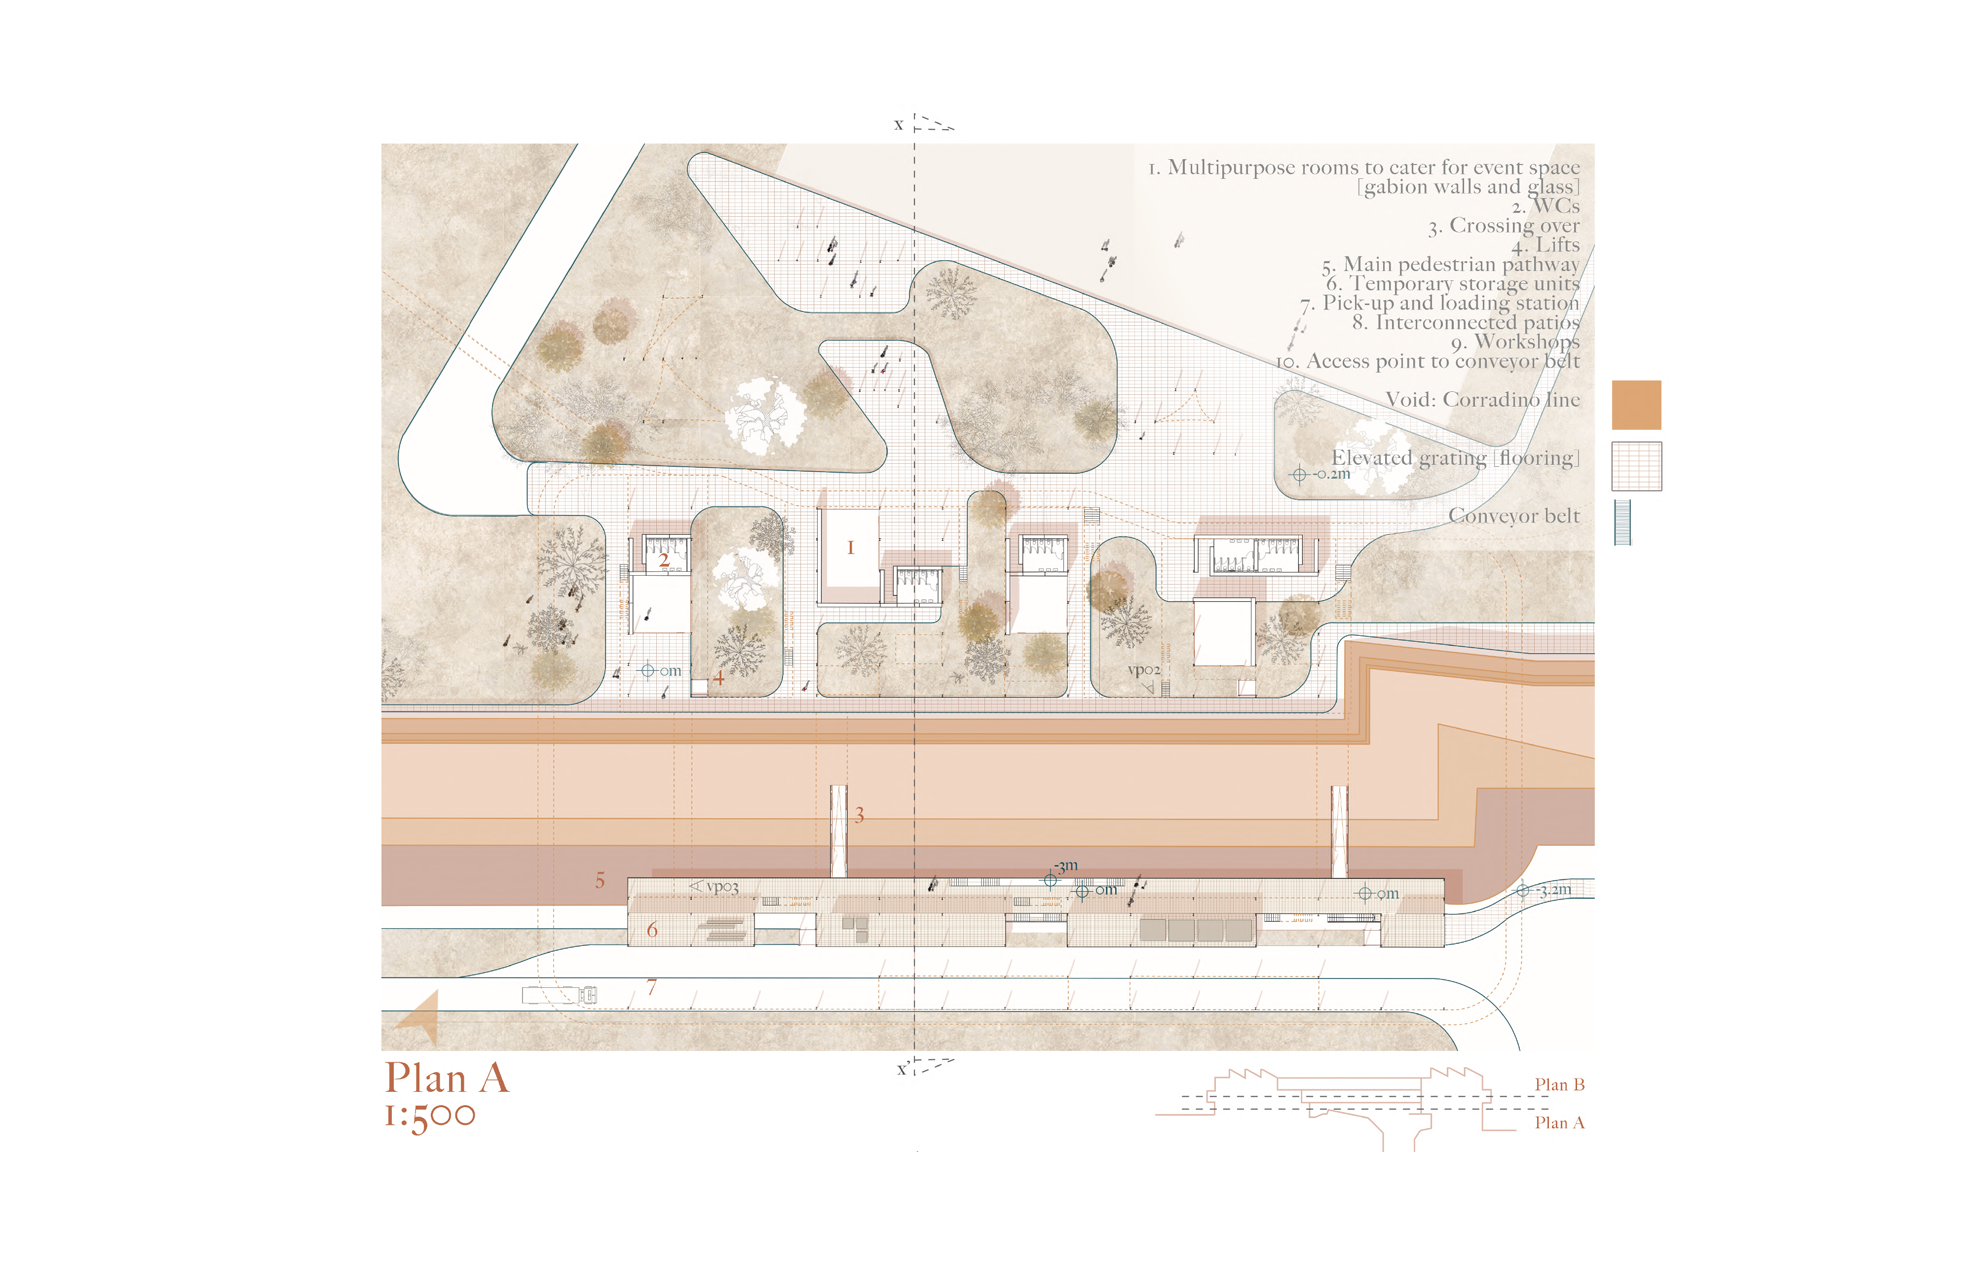 x
1. Multipurpose rooms to cater for event space
[gabion walls and glass]
2. WCs
3. Crossing over
4. Lifts
5. Main pedestrian pathway
6. Temporary storage units
7. Pick-up and loading station
8. Interconnected patios
9. Workshops
10. Access point to conveyor belt
Void: Corradino line
Elevated grating [flooring]
-0.2m
Conveyor belt
1
2
0m
4
vp02
3
-3m
5
vp03
0m
0m
-3.2m
6
7
x'
Plan A
1:500
Plan B
Plan A